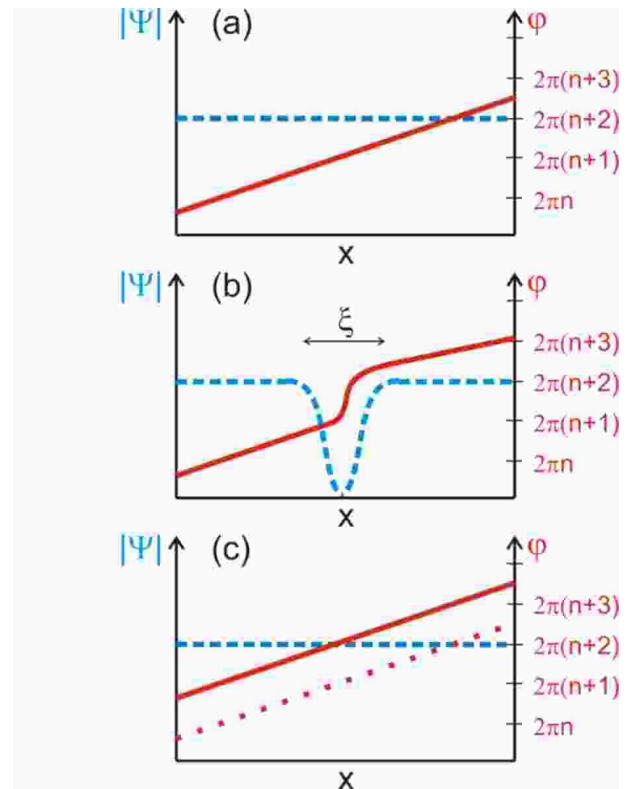 |Ψ| (a) φ
2π(n+3)
2π(n+2)
2π(n+1)
2πn
x
|Ψ| (b) φ
ξ
2π(n+3)
2π(n+2)
2π(n+1)
2πn
x
|Ψ| (c) φ
2π(n+3)
2π(n+2)
2π(n+1)
2πn
x